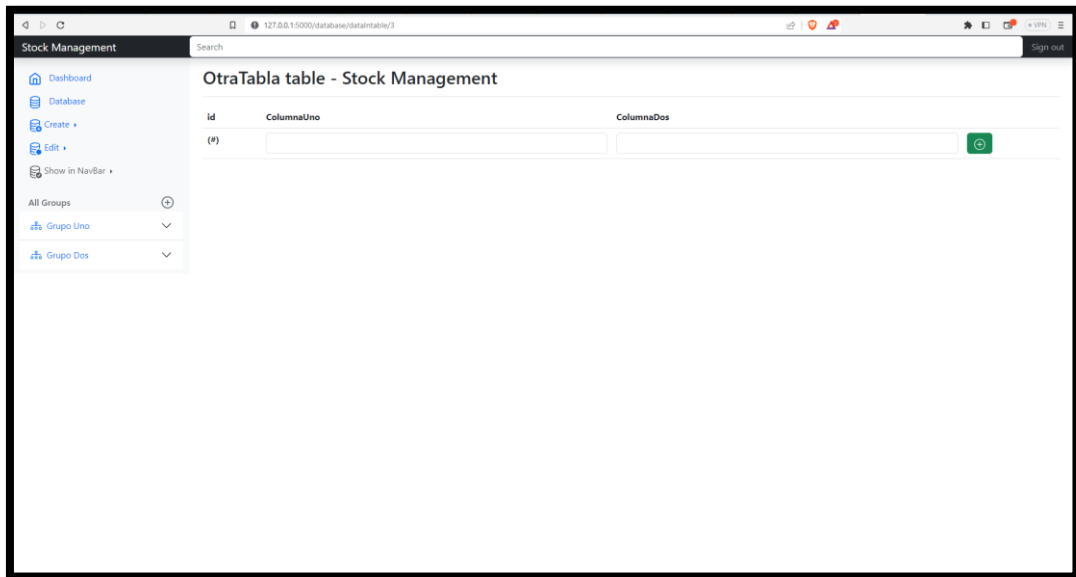 127.0.0.1:5000/database/dataIntable/3
VPN
Stock Management
Search
Sign out
Dashboard
Database
Create
Edit
Show in NavBar
All Groups
Grupo Uno
Grupo Dos
OtraTabla table - Stock Management
id ColumnaUno ColumnaDos
(#)